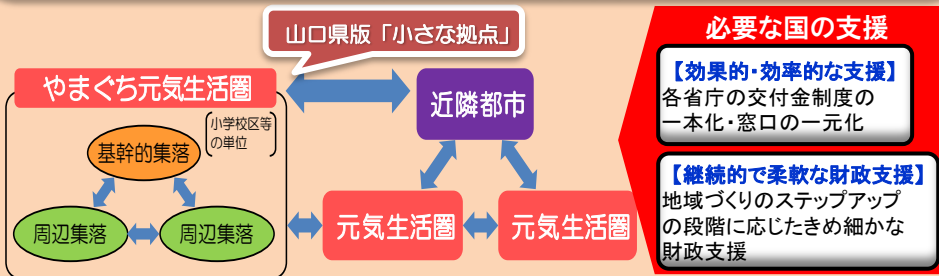 山口県版「小さな拠点」
やまぐち元気生活圏
小学校区等
の単位
基幹的集落
周辺集落
周辺集落
近隣都市
元気生活圏
元気生活圏
必要な国の支援
【効果的・効率的な支援】
各省庁の交付金制度の
一本化・窓口の一元化
【継続的で柔軟な財政支援】
地域づくりのステップアップ
の段階に応じたきめ細かな
財政支援